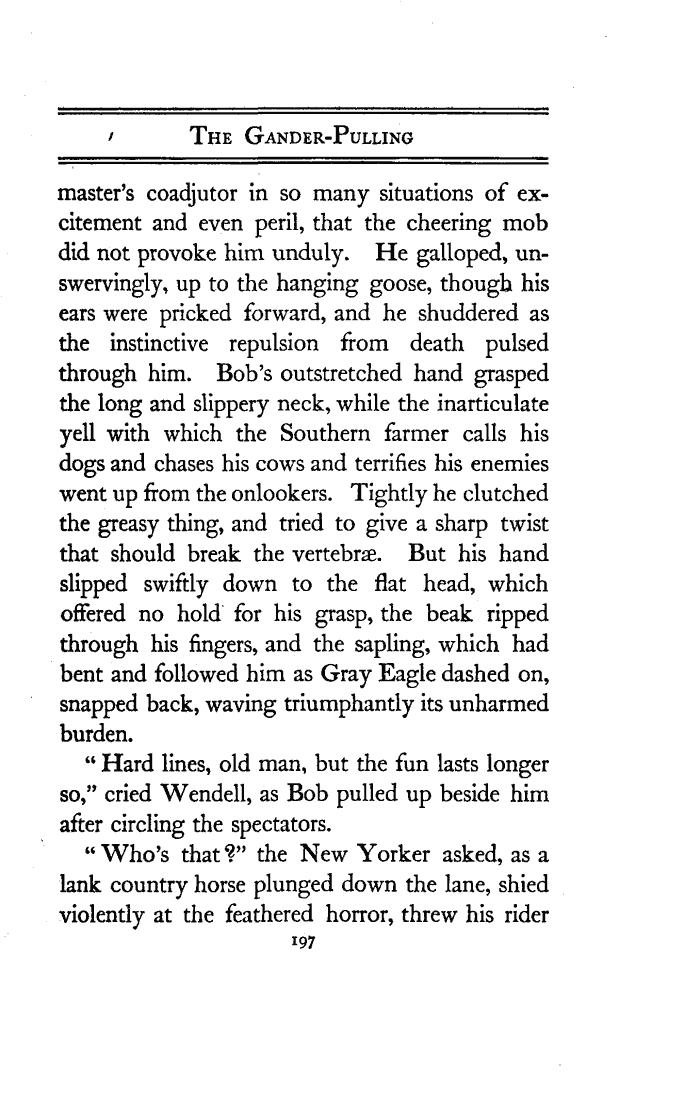 The Gander-Pulling
master's coadjutor in so many situations of ex-
citement and even peril, that the cheering mob
did not provoke him unduly. He galloped, un-
swervingly, up to the hanging goose, though his
ears were pricked forward, and he shuddered as
the instinctive repulsion from death pulsed
through him. Bob's outstretched hand grasped
the long and slippery neck, while the inarticulate
yell with which the Southern farmer calls his
dogs and chases his cows and terrifies his enemies
went up from the onlookers. Tightly he clutched
the greasy thing, and tried to give a sharp twist
that should break the vertebræ. But his hand
slipped swiftly down to the flat head, which
offered no hold for his grasp, the beak ripped
through his fingers, and the sapling, which had
bent and followed him as Gray Eagle dashed on,
snapped back, waving triumphantly its unharmed
burden.
“Hard lines, old man, but the fun lasts longer
so,” cried Wendell, as Bob pulled up beside him
after circling the spectators.
“Who's that?” the New Yorker asked, as a
lank country horse plunged down the lane, shied
violently at the feathered horror, threw his rider
197